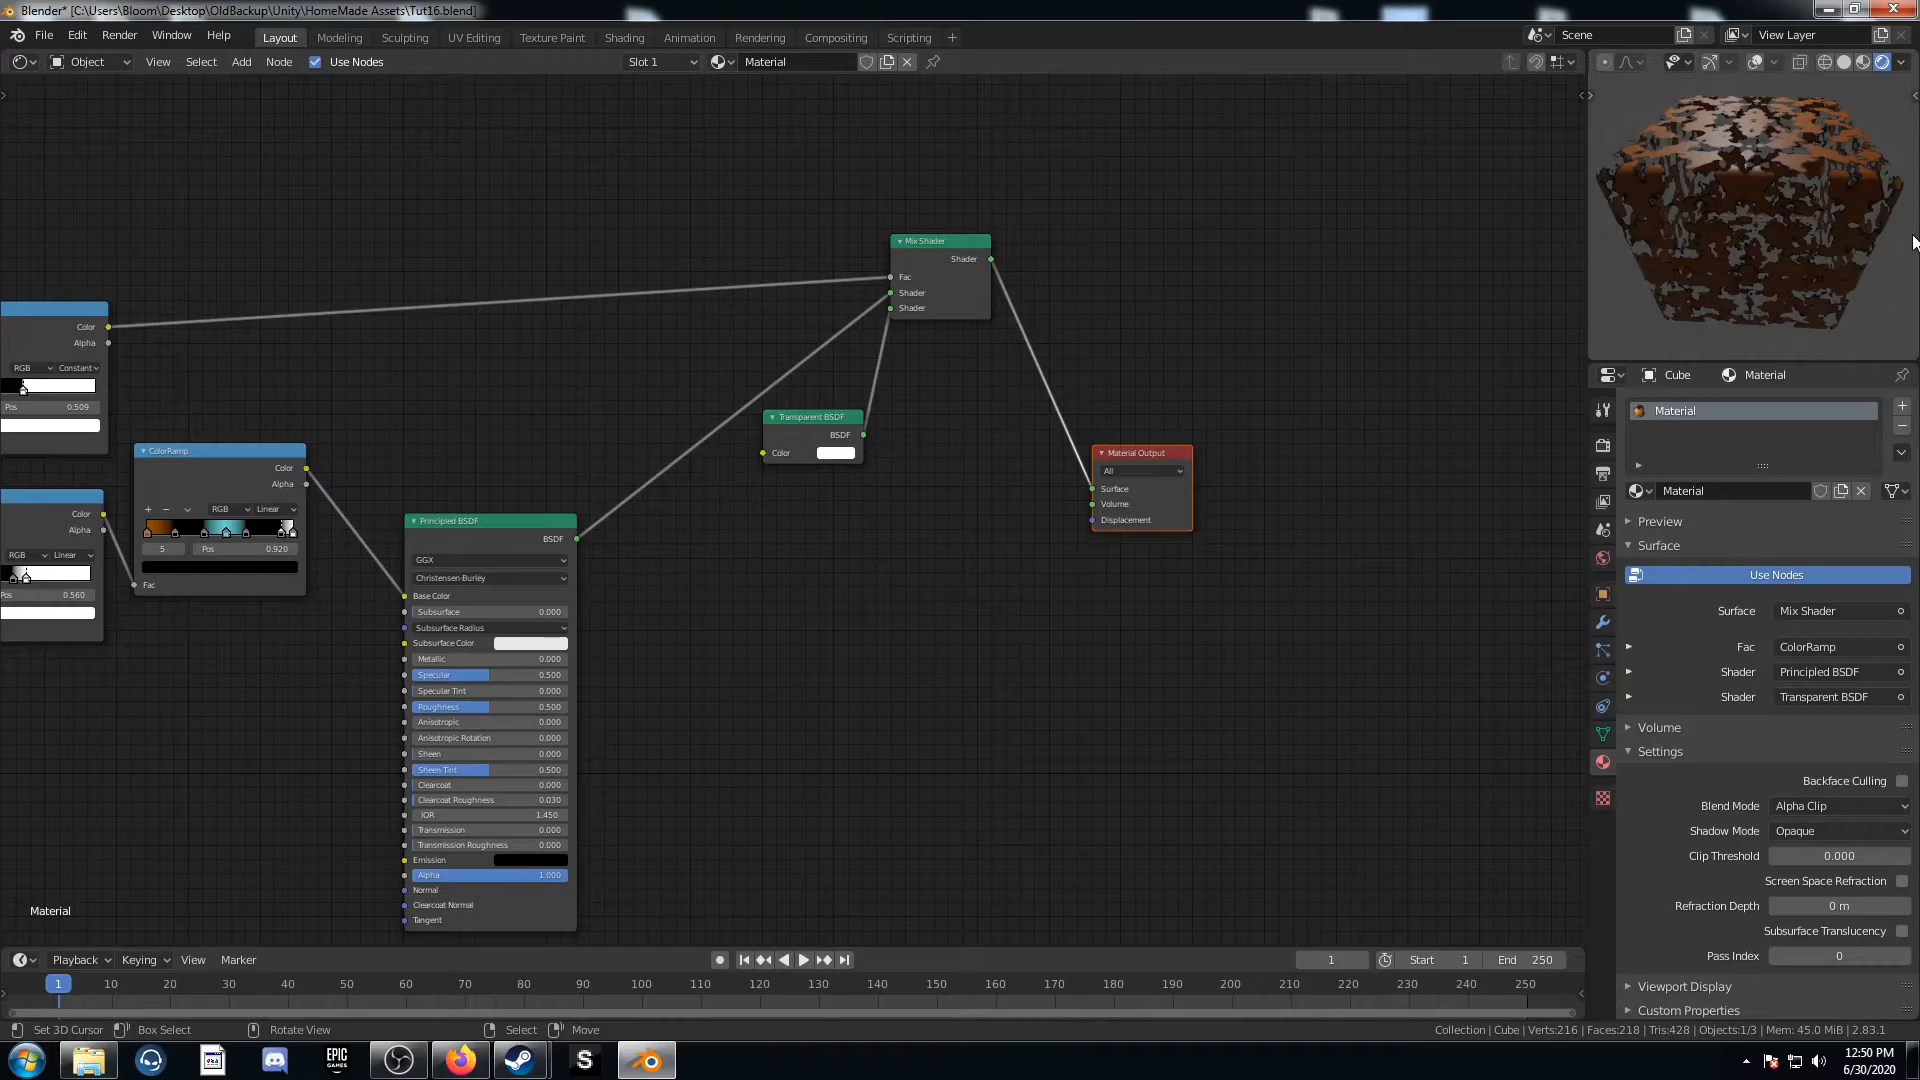 Blender* [C:\Users\Bloom\Desktop\OldBackup\Unity\HomeMade Assets\Tut16.blend]
File Edit Render Window Help Layout Modeling Sculpting UV Editing Texture Paint Shading Animation Rendering Compositing Scripting + Scene View Layer
Object View Select Add Node Use Nodes Slot 1 Material
Mix Shader
Shader
Fac
Shader
Shader
Color
Alpha
RGB Constant
Pos 0.509
Transparent BSDF
BSDF
Color
ColorRamp
Color
Alpha
RGB Linear
5 Pos 0.920
Fac
Color
Alpha
RGB Linear
Pos 0.560
Material Output
All
Surface
Volume
Displacement
Principled BSDF
BSDF
GGX
Christensen-Burley
Base Color
Subsurface 0.000
Subsurface Radius
Subsurface Color
Metallic 0.000
Specular 0.500
Specular Tint 0.000
Roughness 0.500
Anisotropic 0.000
Anisotropic Rotation 0.000
Sheen 0.000
Sheen Tint 0.500
Clearcoat 0.000
Clearcoat Roughness 0.030
IOR 1.450
Transmission 0.000
Transmission Roughness 0.000
Emission
Alpha 1.000
Normal
Clearcoat Normal
Tangent
Material
Cube Material
Material
Material
Preview
Surface
Use Nodes
Surface Mix Shader
Fac ColorRamp
Shader Principled BSDF
Shader Transparent BSDF
Volume
Settings
Backface Culling
Blend Mode Alpha Clip
Shadow Mode Opaque
Clip Threshold 0.000
Screen Space Refraction
Refraction Depth 0 m
Subsurface Translucency
Pass Index 0
Viewport Display
Custom Properties
Playback Keying View Marker 1 Start 1 End 250
1 10 20 30 40 50 60 70 80 90 100 110 120 130 140 150 160 170 180 190 200 210 220 230 240 250
Set 3D Cursor Box Select Rotate View Select Move Collection | Cube | Verts:216 | Faces:218 | Tris:428 | Objects:1/3 | Mem: 45.0 MiB | 2.83.1
EPIC GAMES S 12:50 PM
6/30/2020